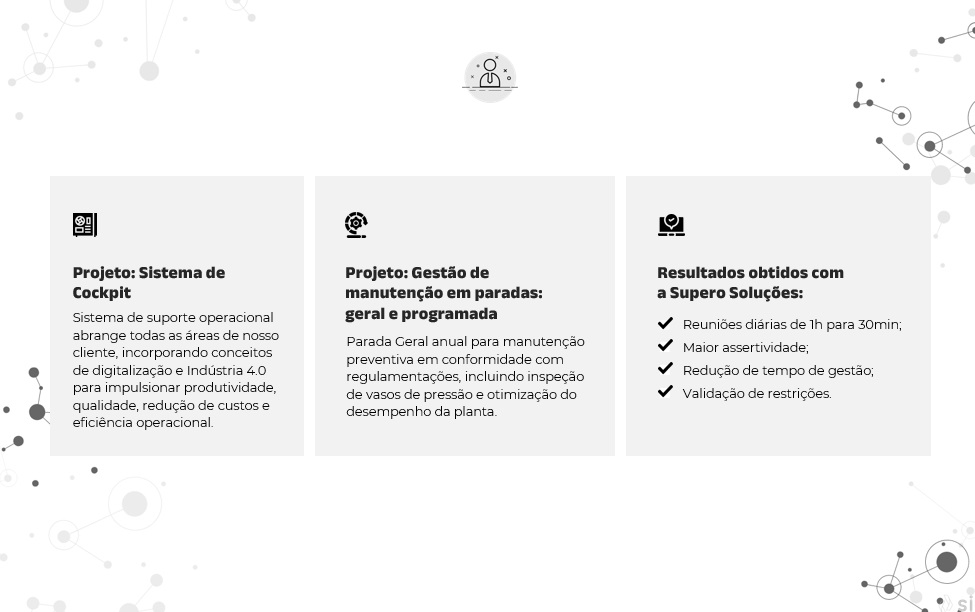 Projeto: Sistema de
Cockpit
Sistema de suporte operacional
abrange todas as áreas de nosso
cliente, incorporando conceitos
de digitalização e Indústria 4.0
para impulsionar produtividade,
qualidade, redução de custos e
eficiência operacional.
Projeto: Gestão de
manutenção em paradas:
geral e programada
Parada Geral anual para manutenção
preventiva em conformidade com
regulamentações, incluindo inspeção
de vasos de pressão e otimização do
desempenho da planta.
Resultados obtidos com
a Supero Soluções:
Reuniões diárias de 1h para 30min;
Maior assertividade;
Redução de tempo de gestão;
Validação de restrições.